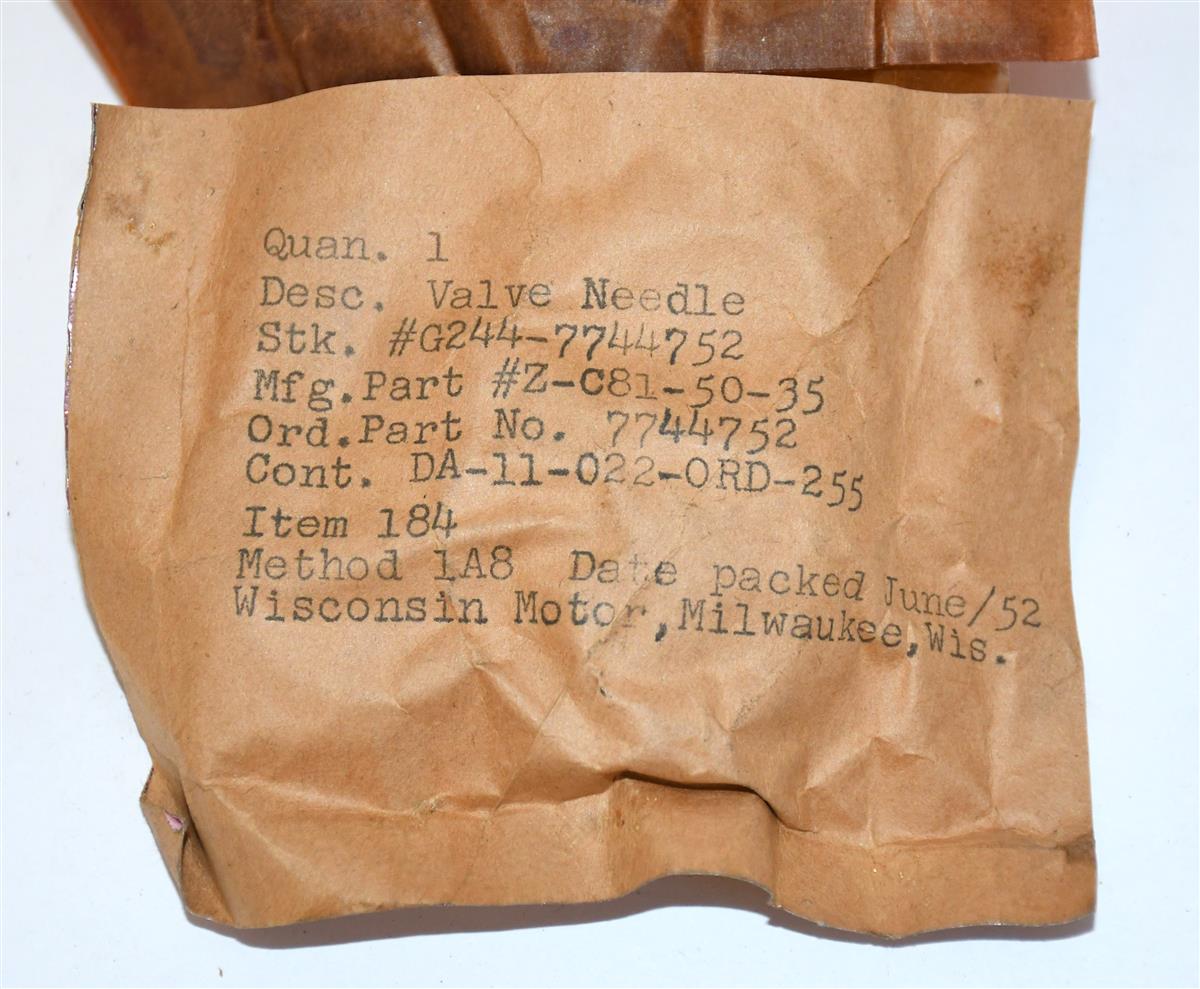 Quan. 1
Desc. Valve Needle
Stk. #G244-7744752
Mfg.Part #Z-C81-50-35
Ord.Part No. 7744752
Cont. DA-11-022-ORD-255
Item 184
Method 1A8 Date packed June/52
Wisconsin Motor,Milwaukee,Wis.